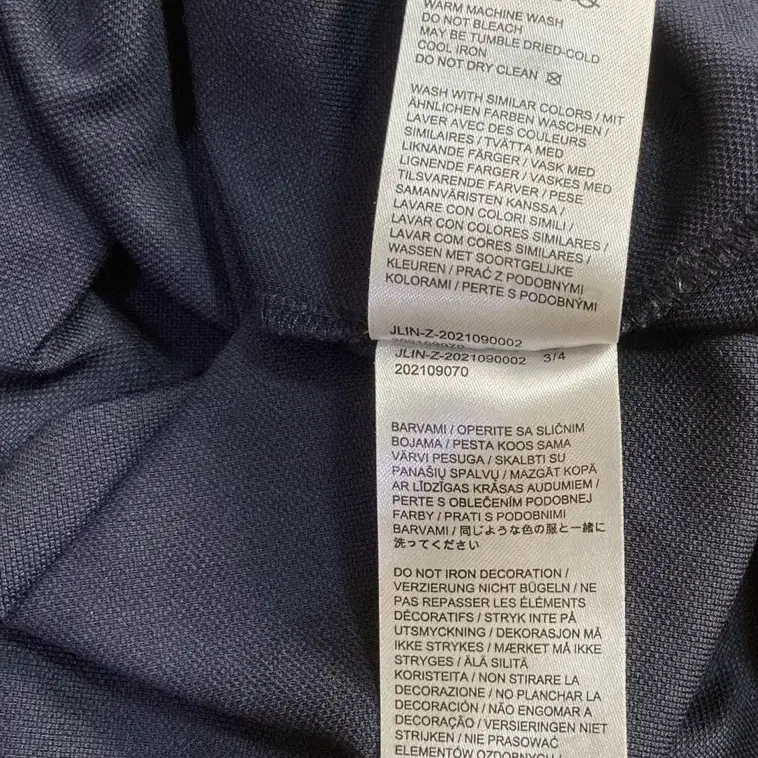 WARM MACHINE WASH
DO NOT BLEACH
MAY BE TUMBLE DRIED-COLD
COOL IRON
DO NOT DRY CLEAN
WASH WITH SIMILAR COLORS / MIT
ÄHNLICHEN FARBEN WASCHEN /
LAVER AVEC DES COULEURS
SIMILAIRES / TVÄTTA MED
LIKNANDE FÄRGER / VASK MED
LIGNENDE FARGER / VASKES MED
TILSVARENDE FARVER / PESE
SAMANVÄRISTEN KANSSA /
LAVARE CON COLORI SIMILI /
LAVAR CON COLORES SIMILARES /
LAVAR COM CORES SIMILARES /
WASSEN MET SOORTGELIJKE
KLEUREN / PRAĆ Z PODOBNYMI
KOLORAMI / PERTE S PODOBNÝMI
JLIN-Z-2021090002
JLIN-Z-2021090002 3/4
202109070
BARVAMI / OPERITE SA SLIČNIM
BOJAMA / PESTA KOOS SAMA
VÄRVI PESUGA / SKALBTI SU
PANAŠIŲ SPALVŲ / MAZGĀT KOPĀ
AR LĪDZĪGAS KRĀSAS AUDUMIEM /
PERTE S OBLEČENÍM PODOBNEJ
FARBY / PRATI S PODOBNIMI
BARVAMI / 同じような色の服と一緒に
洗ってください
DO NOT IRON DECORATION /
VERZIERUNG NICHT BÜGELN / NE
PAS REPASSER LES ÉLÉMENTS
DÉCORATIFS / STRYK INTE PÅ
UTSMYCKNING / DEKORASJON MÅ
IKKE STRYKES / MÆRKET MÅ IKKE
STRYGES / ÄLÄ SILITÄ
KORISTEITA / NON STIRARE LA
DECORAZIONE / NO PLANCHAR LA
DECORACIÓN / NÃO ENGOMAR A
DECORAÇÃO / VERSIERINGEN NIET
STRIJKEN / NIE PRASOWAĆ
ELEMENTÓW OZDOBNYCH /